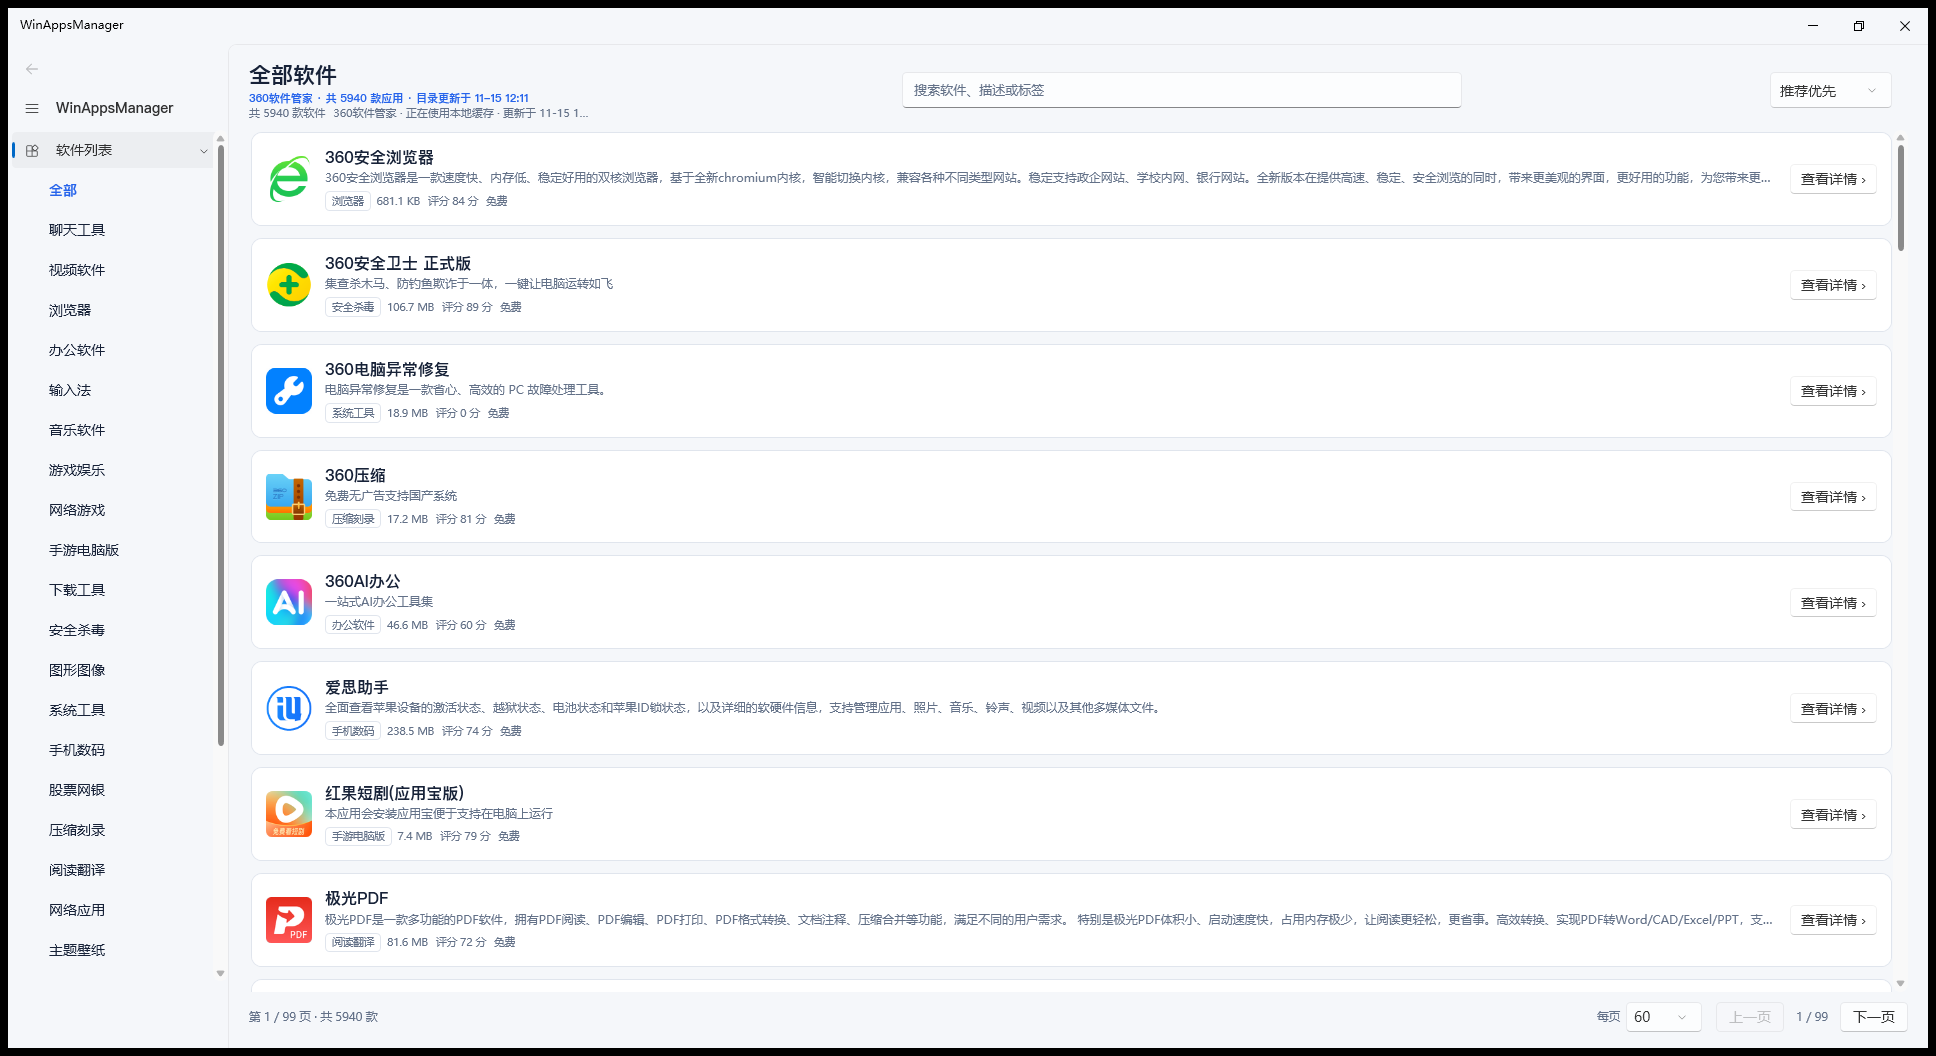 WinAppsManager
WinAppsManager
软件列表
全部
聊天工具
视频软件
浏览器
办公软件
输入法
音乐软件
游戏娱乐
网络游戏
手游电脑版
下载工具
安全杀毒
图形图像
系统工具
手机数码
股票网银
压缩刻录
阅读翻译
网络应用
主题壁纸
全部软件
360软件管家 · 共 5940 款应用 · 目录更新于 11-15 12:11
共 5940 款软件 360软件管家 · 正在使用本地缓存 · 更新于 11-15 1...
搜索软件、描述或标签
推荐优先
360安全浏览器
360安全浏览器是一款速度快、内存低、稳定好用的双核浏览器，基于全新chromium内核，智能切换内核，兼容各种不同类型网站。稳定支持政企网站、学校内网、银行网站。全新版本在提供高速、稳定、安全浏览的同时，带来更美观的界面，更好用的功能，为您带来更...
浏览器 681.1 KB 评分 84 分 免费
查看详情 ›
360安全卫士 正式版
集查杀木马、防钓鱼欺诈于一体，一键让电脑运转如飞
安全杀毒 106.7 MB 评分 89 分 免费
查看详情 ›
360电脑异常修复
电脑异常修复是一款省心、高效的 PC 故障处理工具。
系统工具 18.9 MB 评分 0 分 免费
查看详情 ›
ZIP
360压缩
免费无广告支持国产系统
压缩刻录 17.2 MB 评分 81 分 免费
查看详情 ›
AI
360AI办公
一站式AI办公工具集
办公软件 46.6 MB 评分 60 分 免费
查看详情 ›
爱思助手
全面查看苹果设备的激活状态、越狱状态、电池状态和苹果ID锁状态，以及详细的软硬件信息，支持管理应用、照片、音乐、铃声、视频以及其他多媒体文件。
手机数码 238.5 MB 评分 74 分 免费
查看详情 ›
免费看短剧
红果短剧(应用宝版)
本应用会安装应用宝便于支持在电脑上运行
手游电脑版 7.4 MB 评分 79 分 免费
查看详情 ›
PDF
极光PDF
极光PDF是一款多功能的PDF软件，拥有PDF阅读、PDF编辑、PDF打印、PDF格式转换、文档注释、压缩合并等功能，满足不同的用户需求。 特别是极光PDF体积小、启动速度快，占用内存极少，让阅读更轻松，更省事。高效转换、实现PDF转Word/CAD/Excel/PPT，支...
阅读翻译 81.6 MB 评分 72 分 免费
查看详情 ›
第 1 / 99 页 · 共 5940 款
每页 60 上一页 1 / 99 下一页